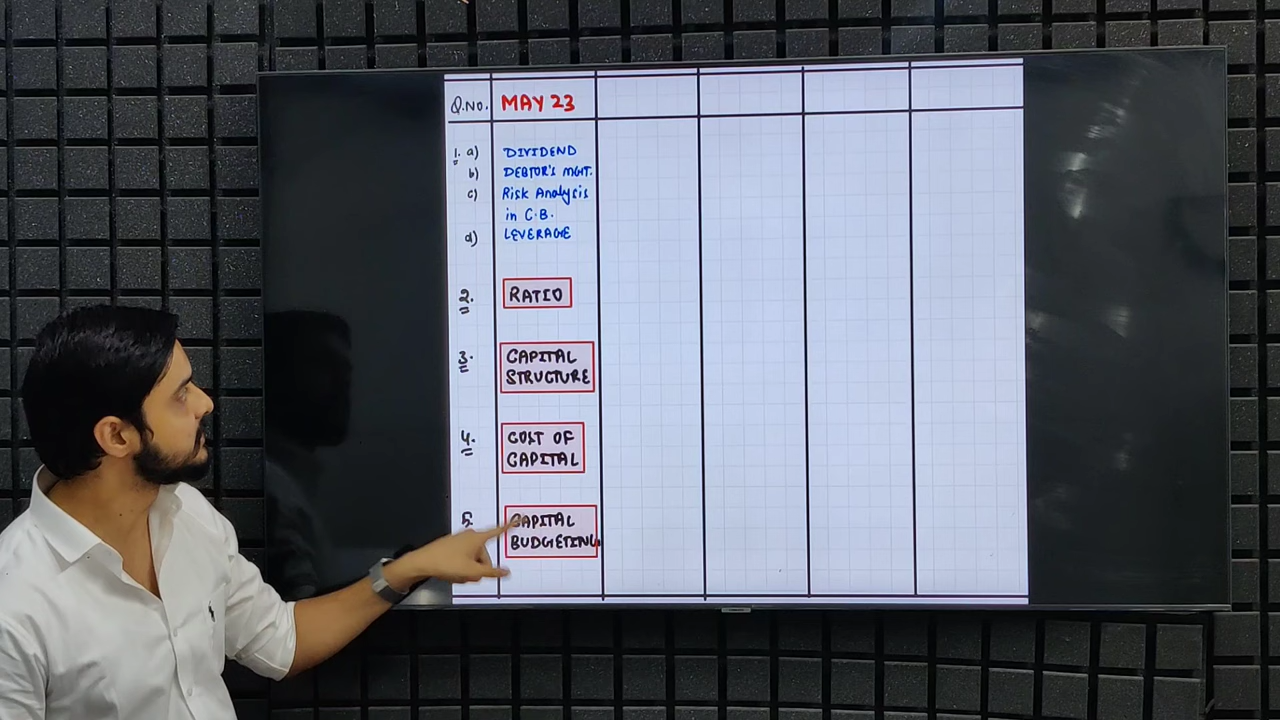 Q.NO. MAY 23
1. a) DIVIDEND
b) DEBTOR'S MGMT.
c) Risk Analysis
in C.B.
d) LEVERAGE
2. RATIO
3. CAPITAL
STRUCTURE
4. COST OF
CAPITAL
5. CAPITAL
BUDGETING